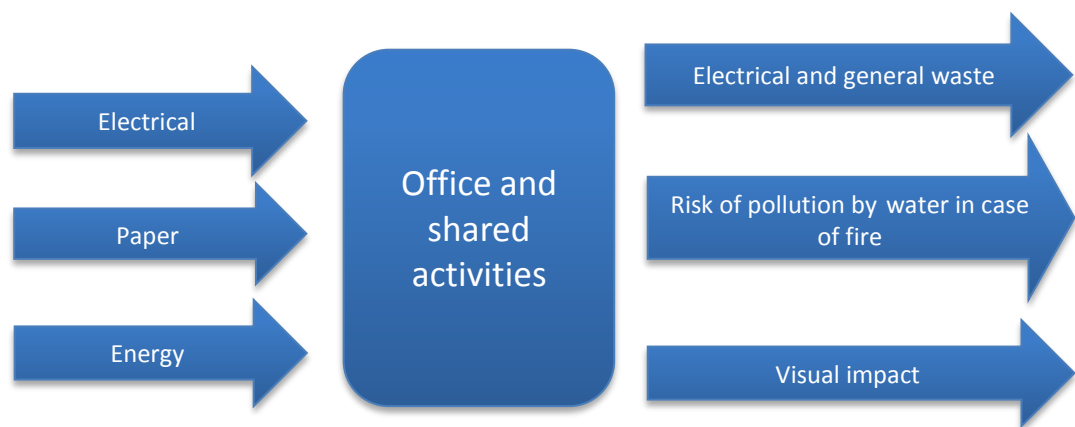 Electrical
Paper
Energy
Office and
shared
activities
Electrical and general waste
Risk of pollution by water in case
of fire
Visual impact